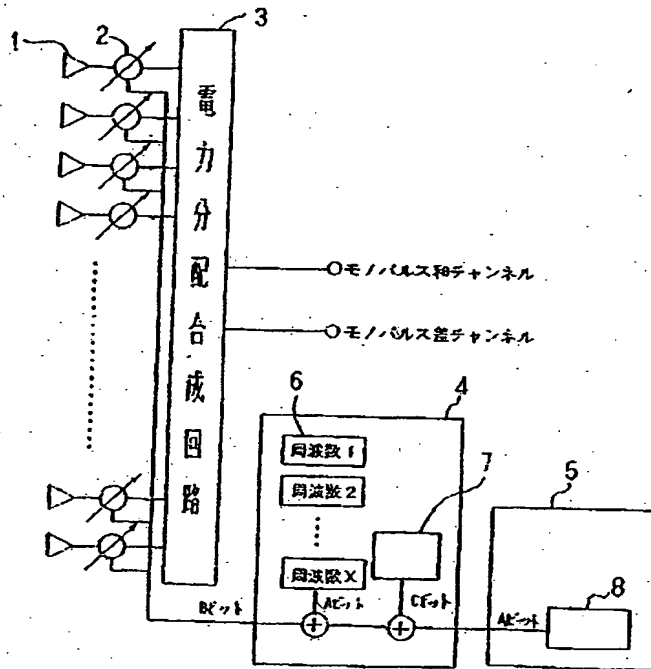 3
1
2
電力分配合成回路
モノパルス和チャンネル
モノパルス差チャンネル
6
4
周波数1
7
5
周波数2
周波数X
8
Bビット
Aビット
Cビット
Aビット